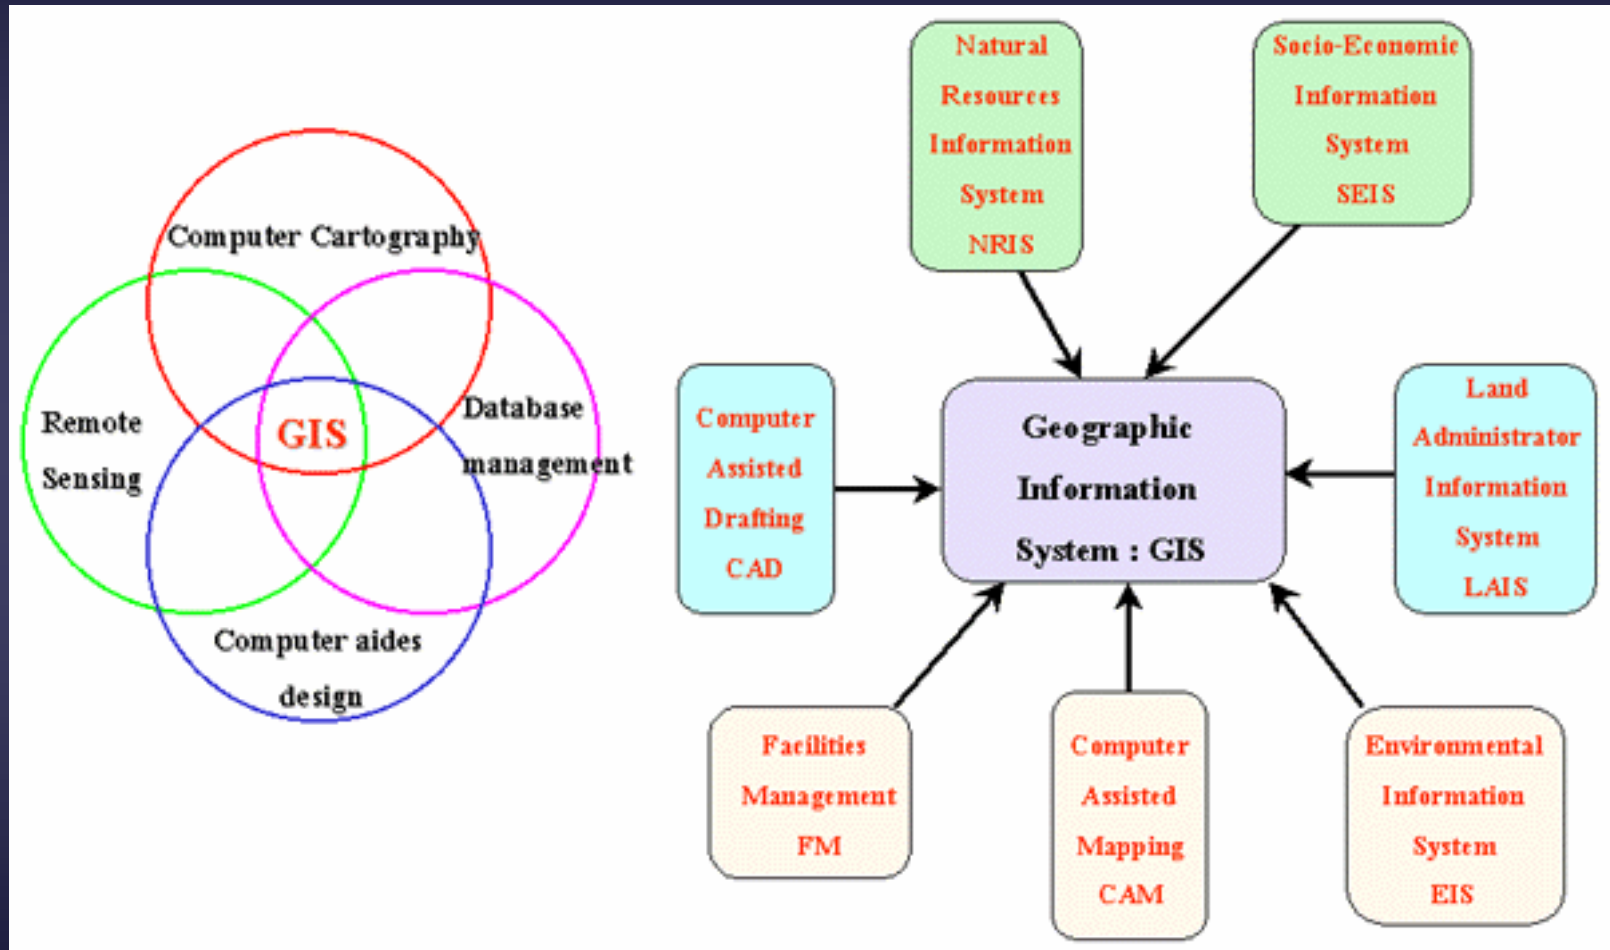 Computer Cartography
Remote
Sensing
GIS
Database
management
Computer aides
design
Natural
Resources
Information
System
NRIS
Socio-Economic
Information
System
SEIS
Computer
Assisted
Drafting
CAD
Geographic
Information
System : GIS
Land
Administrator
Information
System
LAIS
Facilities
Management
FM
Computer
Assisted
Mapping
CAM
Environmental
Information
System
EIS